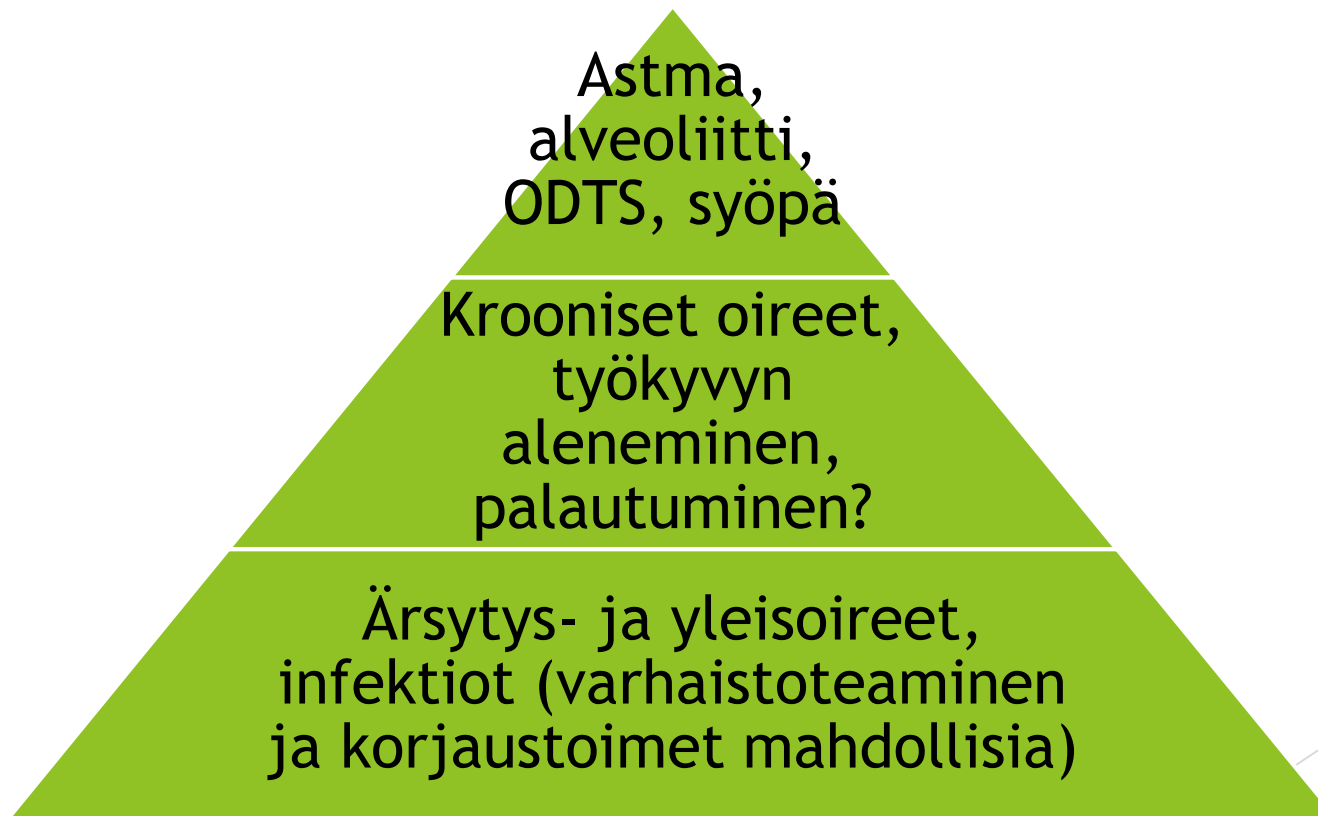 Astma,
alveoliitti,
ODTS, syöpä
Krooniset oireet,
työkyvyn
aleneminen,
palautuminen?
Ärsytys- ja yleisoireet,
infektiot (varhaistoteaminen
ja korjaustoimet mahdollisia)